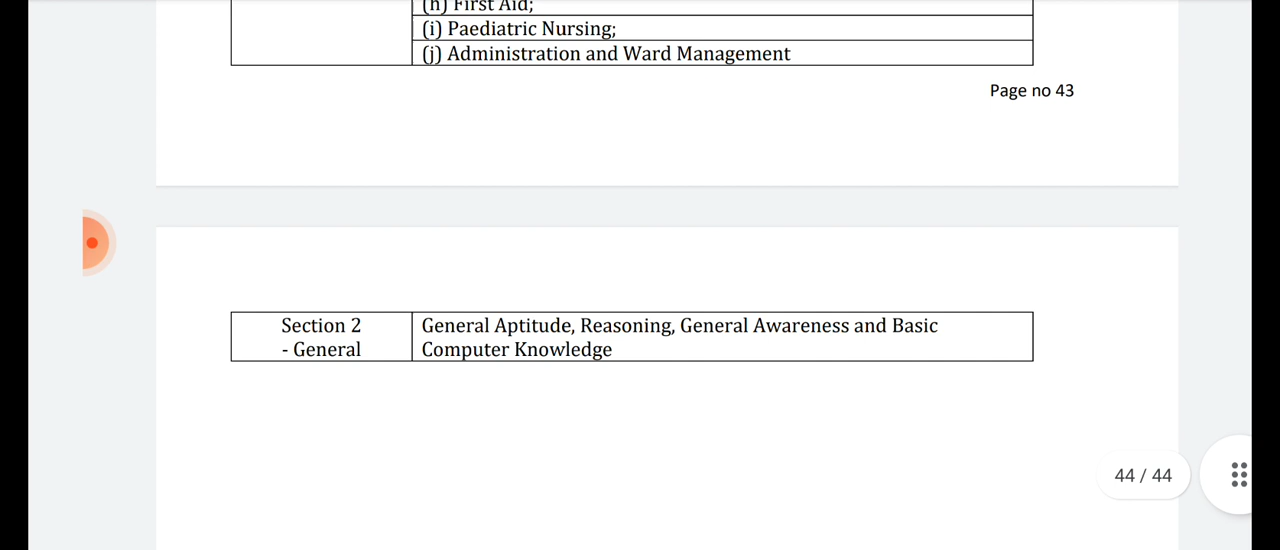 (h) First Aid;
(i) Paediatric Nursing;
(j) Administration and Ward Management
Page no 43
Section 2
- General
General Aptitude, Reasoning, General Awareness and Basic
Computer Knowledge
44 / 44